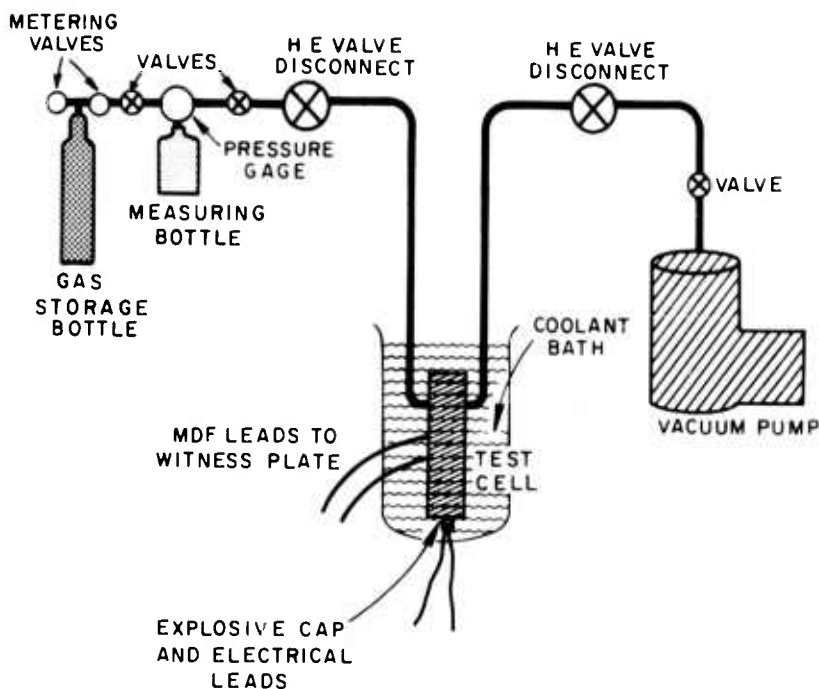 METERING
VALVES
VALVES
H E VALVE
DISCONNECT
H E VALVE
DISCONNECT
PRESSURE
GAGE
MEASURING
BOTTLE
VALVE
GAS
STORAGE
BOTTLE
COOLANT
BATH
VACUUM PUMP
MDF LEADS TO
WITNESS PLATE
TEST
CELL
EXPLOSIVE CAP
AND ELECTRICAL
LEADS